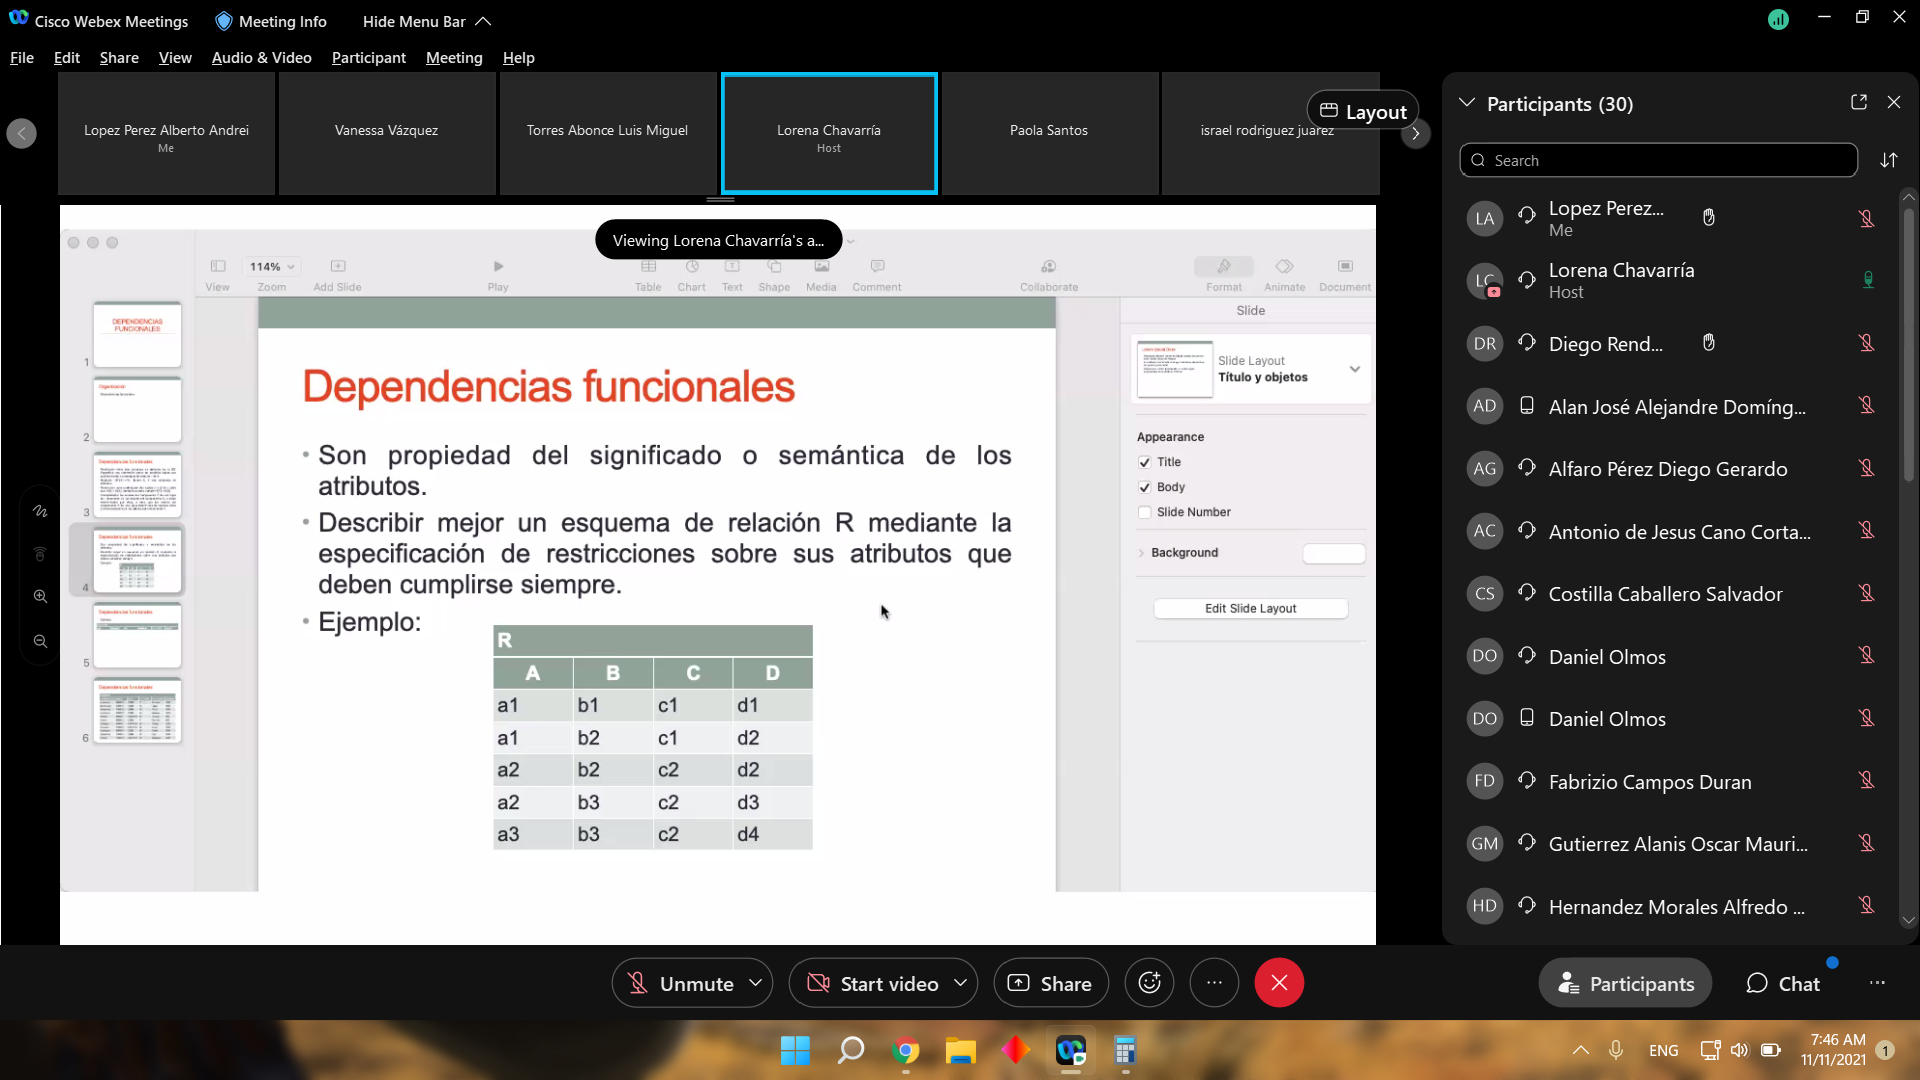 Cisco Webex Meetings
Meeting Info
Hide Menu Bar
File Edit Share View Audio & Video Participant Meeting Help
Lopez Perez Alberto Andrei
Me
Vanessa Vázquez
Torres Abonce Luis Miguel
Lorena Chavarría
Host
Paola Santos
israel rodriguez juarez
Layout
Viewing Lorena Chavarría's a...
114%
View Zoom Add Slide Play Table Chart Text Shape Media Comment Collaborate Format Animate Document
DEPENDENCIAS
FUNCIONALES
1
2
3
4
5
6
Dependencias funcionales
• Son propiedad del significado o semántica de los
atributos.
• Describir mejor un esquema de relación R mediante la
especificación de restricciones sobre sus atributos que
deben cumplirse siempre.
• Ejemplo:
R
A B C D
a1 b1 c1 d1
a1 b2 c1 d2
a2 b2 c2 d2
a2 b3 c2 d3
a3 b3 c2 d4
Slide
Slide Layout
Título y objetos
Appearance
Title
Body
Slide Number
Background
Edit Slide Layout
Participants (30)
Search
LA Lopez Perez...
Me
LC Lorena Chavarría
Host
DR Diego Rend...
AD Alan José Alejandre Domíng...
AG Alfaro Pérez Diego Gerardo
AC Antonio de Jesus Cano Corta...
CS Costilla Caballero Salvador
DO Daniel Olmos
DO Daniel Olmos
FD Fabrizio Campos Duran
GM Gutierrez Alanis Oscar Mauri...
HD Hernandez Morales Alfredo ...
Unmute
Start video
Share
Participants
Chat
ENG
7:46 AM
11/11/2021
1